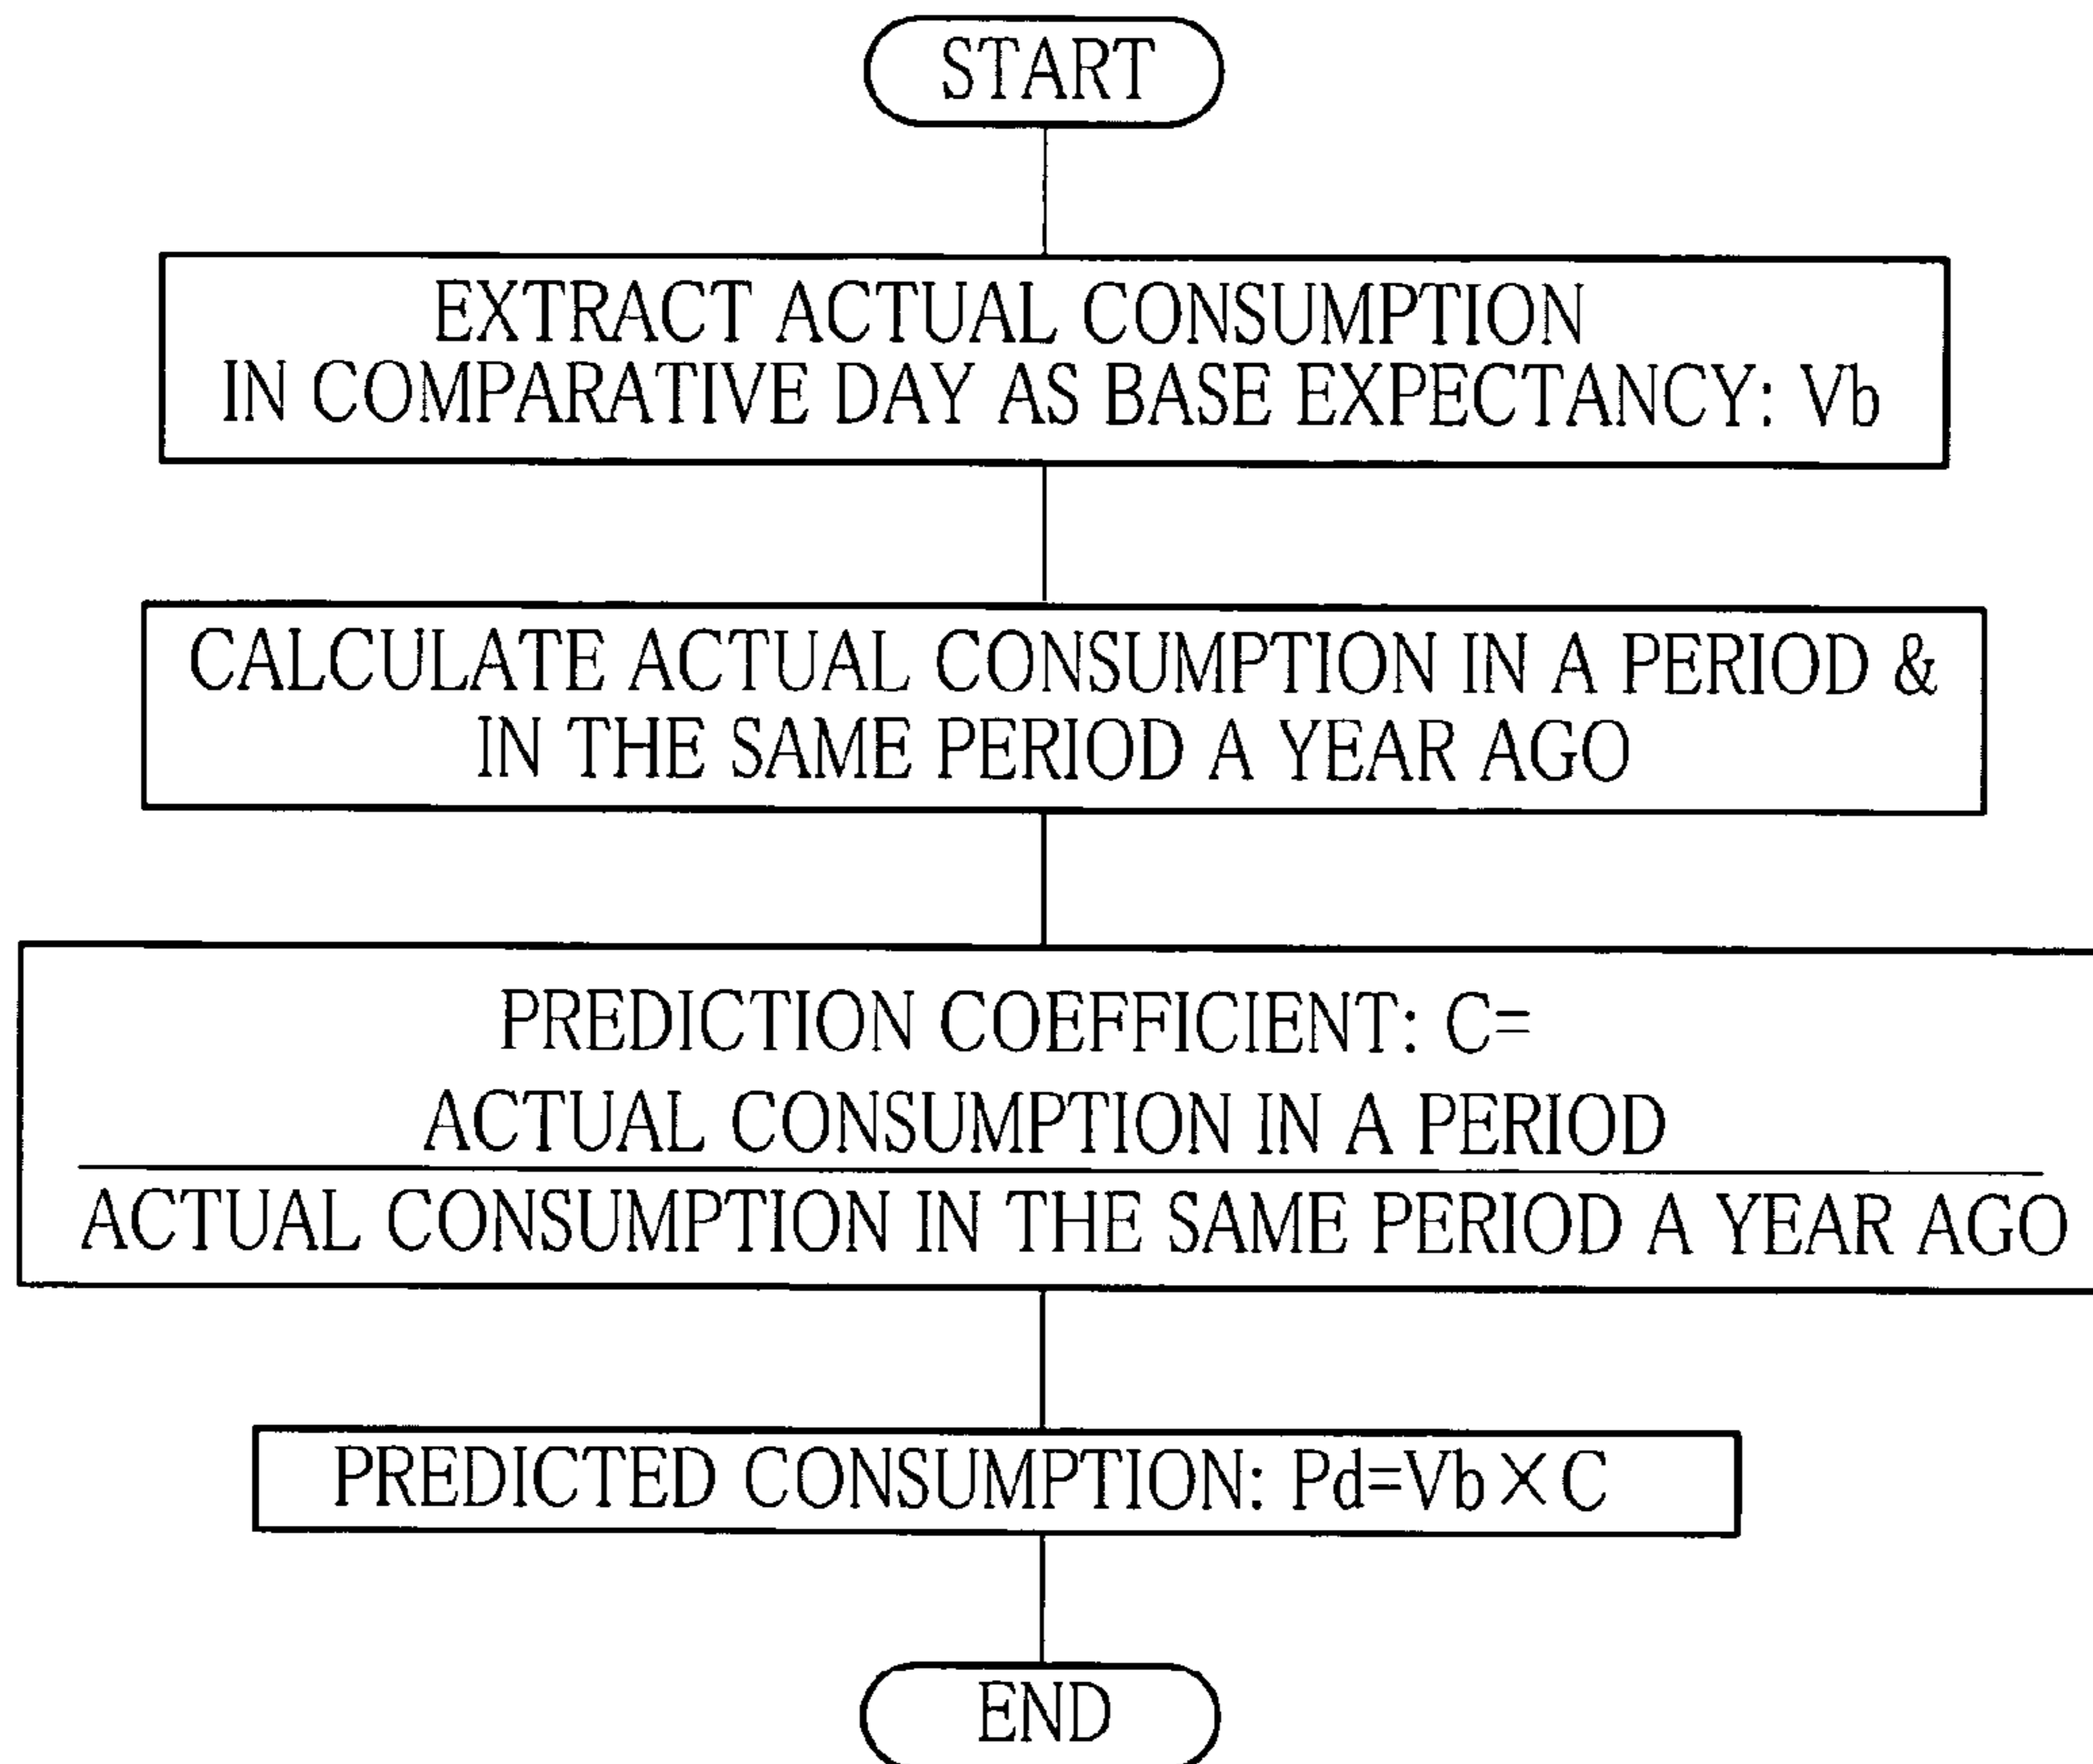 START
EXTRACT ACTUAL CONSUMPTION
IN COMPARATIVE DAY AS BASE EXPECTANCY: Vb
CALCULATE ACTUAL CONSUMPTION IN A PERIOD &
IN THE SAME PERIOD A YEAR AGO
PREDICTION COEFFICIENT: C=
ACTUAL CONSUMPTION IN A PERIOD
ACTUAL CONSUMPTION IN THE SAME PERIOD A YEAR AGO
PREDICTED CONSUMPTION: Pd=Vb×C
END